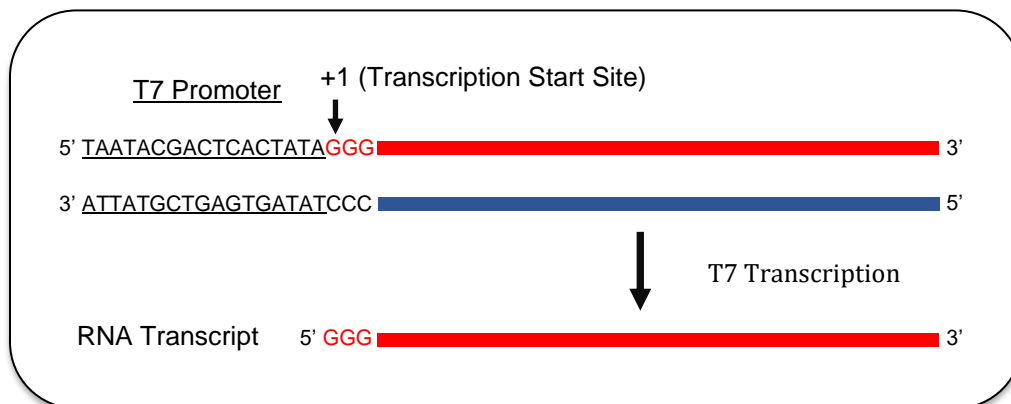 +1 (Transcription Start Site)
T7 Promoter
5’ TAATACGACTCACTATAGGG 3’
3’ ATTATGCTGAGTGATATCCC 5’
T7 Transcription
RNA Transcript 5’ GGG 3’